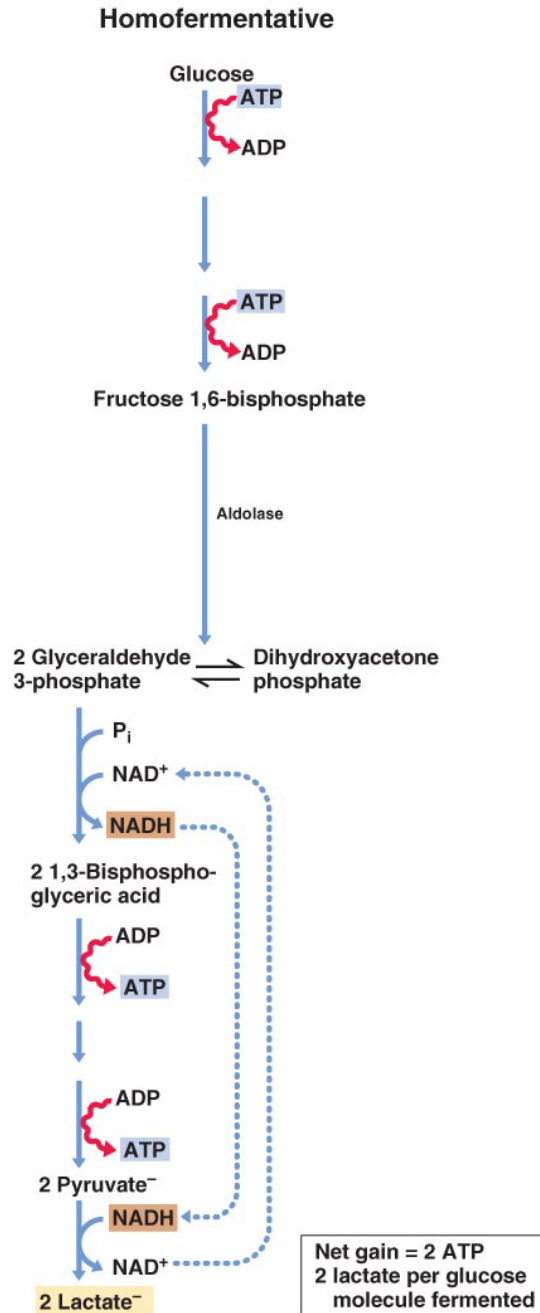 Homofermentative
Glucose
ATP
ADP
ATP
ADP
Fructose 1,6-bisphosphate
Aldolase
2 Glyceraldehyde
3-phosphate
Dihydroxyacetone
phosphate
Pi
NAD+
NADH
2 1,3-Bisphospho-
glyceric acid
ADP
ATP
ADP
ATP
2 Pyruvate−
NADH
NAD+
2 Lactate−
Net gain = 2 ATP
2 lactate per glucose
molecule fermented